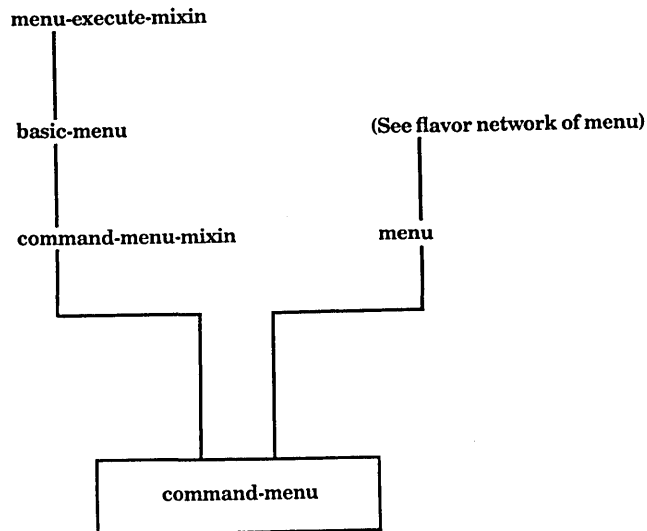 menu-execute-mixin
basic-menu
(See flavor network of menu)
command-menu-mixin
menu
command-menu